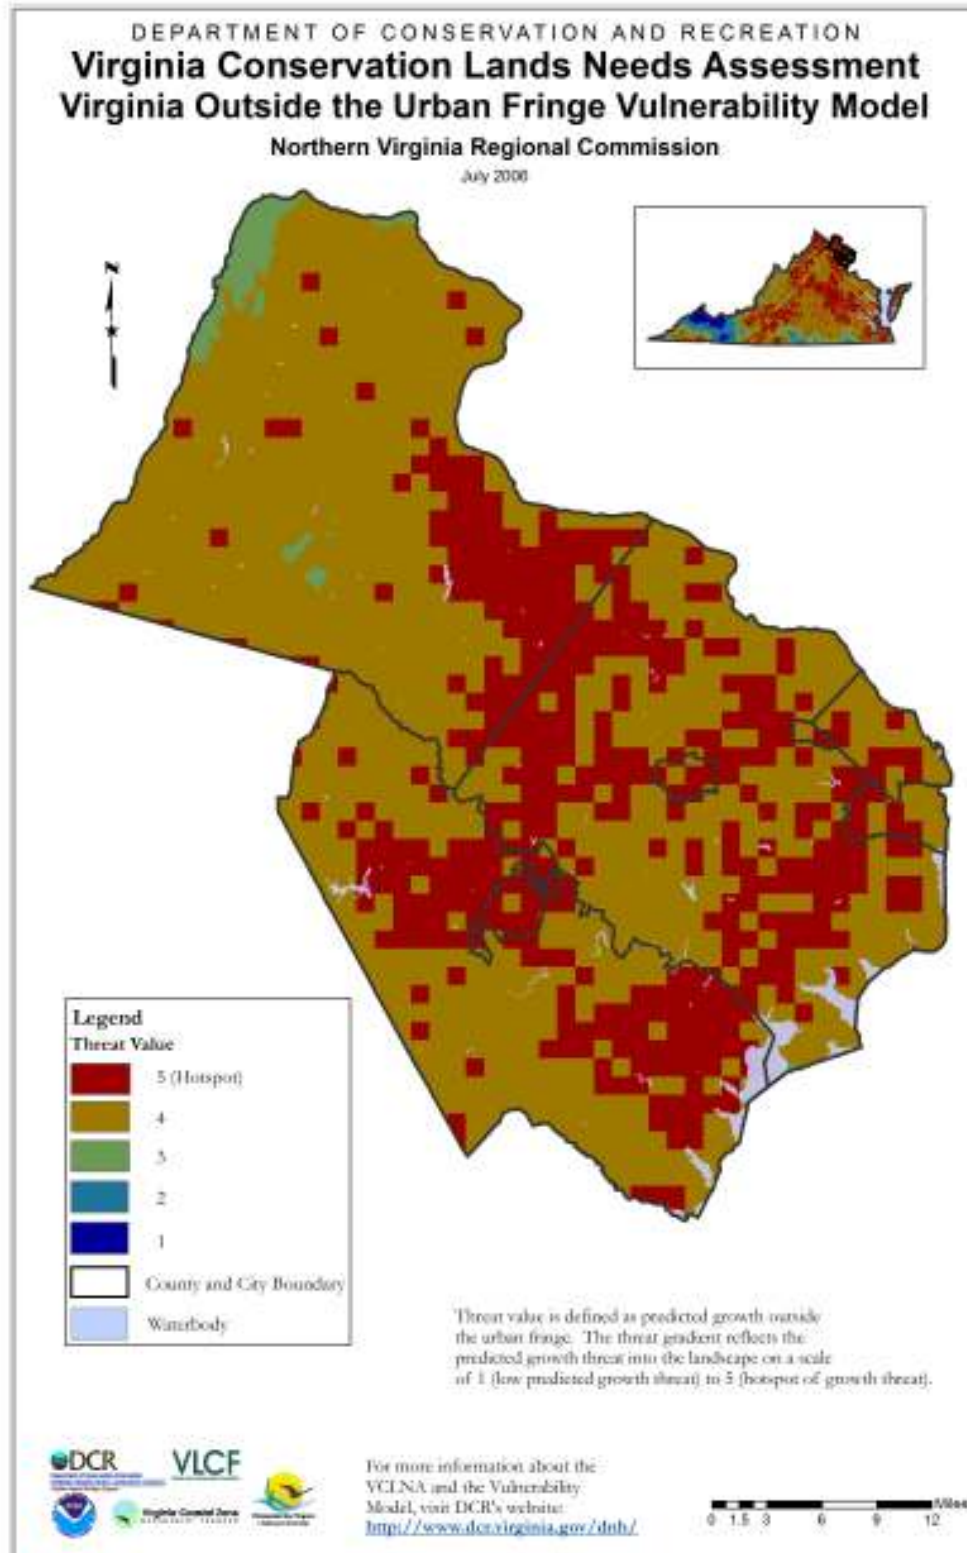 DEPARTMENT OF CONSERVATION AND RECREATION
Virginia Conservation Lands Needs Assessment
Virginia Outside the Urban Fringe Vulnerability Model
Northern Virginia Regional Commission
July 2008
N
Legend
Threat Value
5 (Hotspot)
4
3
2
1
County and City Boundary
Waterbody
Threat value is defined as predicted growth outside
the urban fringe. The threat gradient reflects the
predicted growth threat into the landscape on a scale
of 1 (low predicted growth threat) to 5 (hotspot of growth threat).
DCR
VLCF
Virginia Coastal Zone
For more information about the
VCLNA and the Vulnerability
Model, visit DCR's website:
http://www.dcr.virginia.gov/dnh/
Miles
0 1.5 3 6 9 12